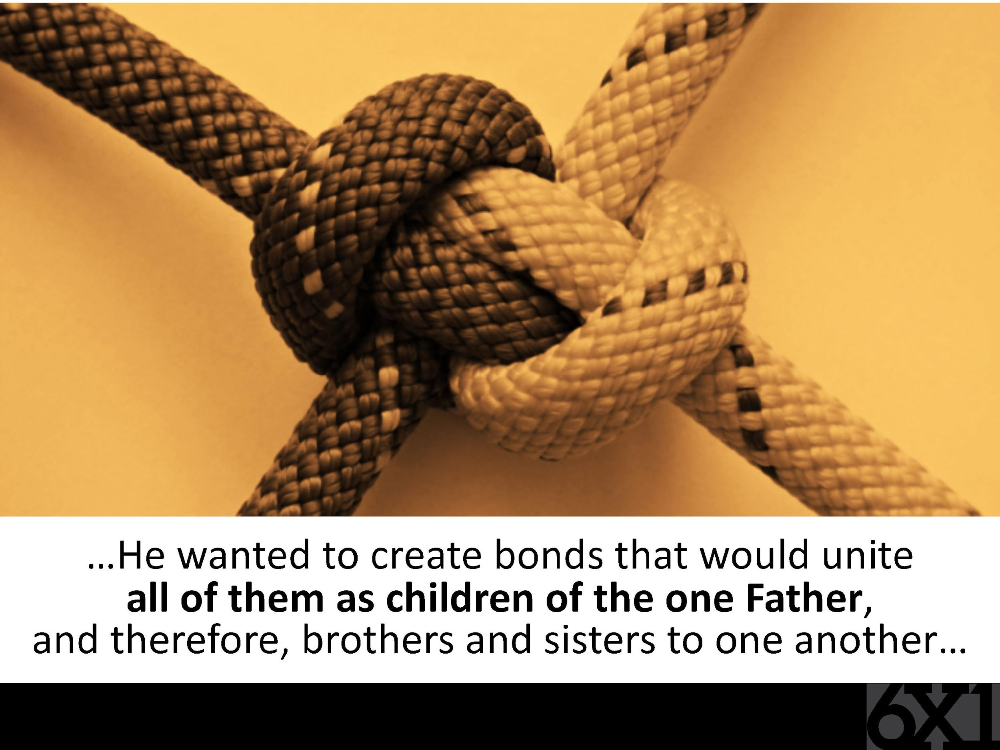 ...He wanted to create bonds that would unite
all of them as children of the one Father,
and therefore, brothers and sisters to one another...
6x1